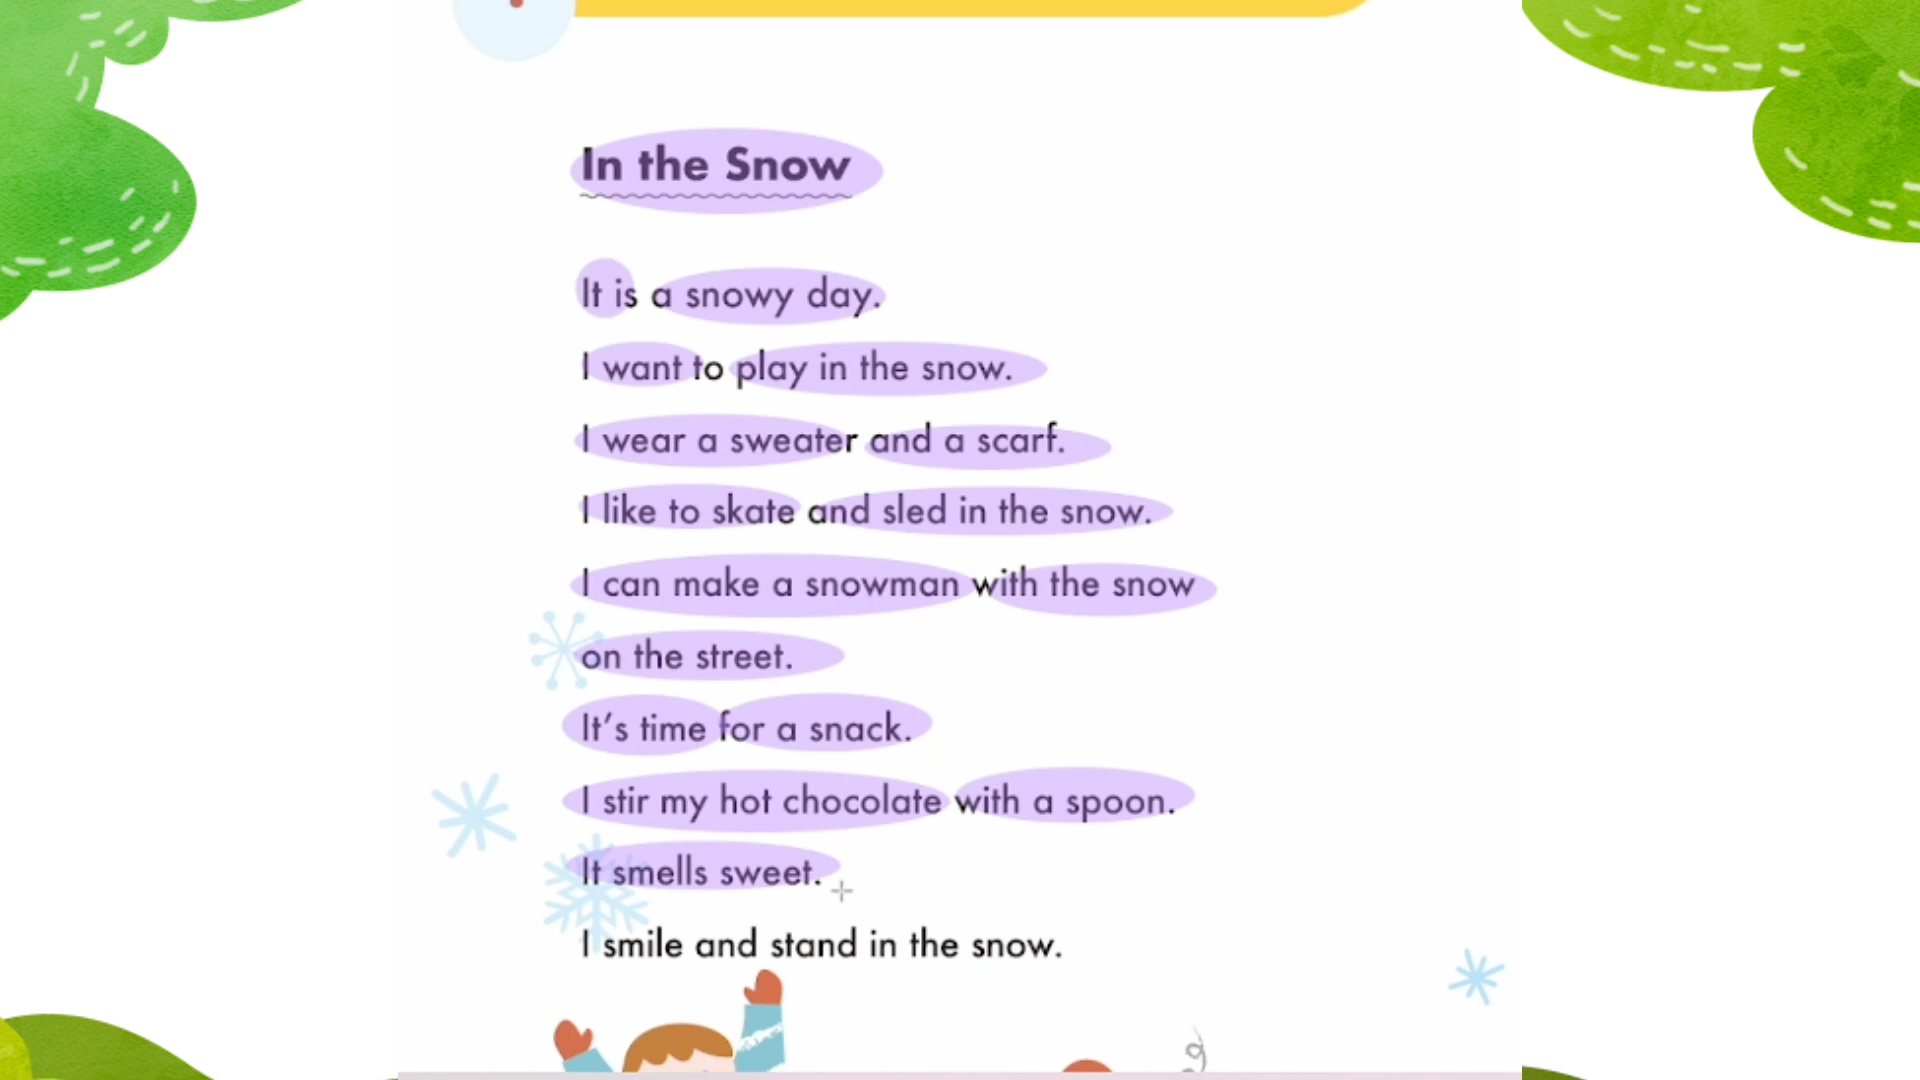 In the Snow
It is a snowy day.
I want to play in the snow.
I wear a sweater and a scarf.
I like to skate and sled in the snow.
I can make a snowman with the snow
on the street.
It’s time for a snack.
I stir my hot chocolate with a spoon.
It smells sweet.
I smile and stand in the snow.